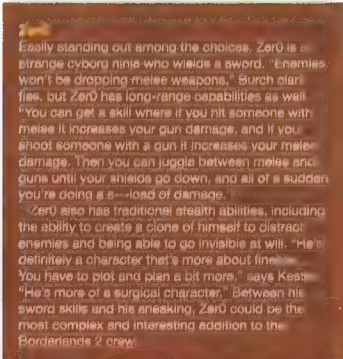 Zer0
Easily standing out among the choices, Zer0 is a
strange cyborg ninja who wields a sword. "Enemies
won't be dropping melee weapons," Burch clari
fies, but Zer0 has long-range capabilities as well.
"You can get a skill where if you hit someone with
melee it increases your gun damage, and if you
shoot someone with a gun it increases your melee
damage. Then you can juggle between melee and
guns until your shields go down, and all of a sudden
you're doing a s—load of damage."
Zer0 also has traditional stealth abilities, including
the ability to create a clone of himself to distract
enemies and being able to go invisible at will. "He's
definitely a character that's more about
You have to plot and plan a bit more," says
"He's more of a surgical character." Between his
sword skills and his sneaking, Zer0 could be the
most complex and interesting addition to the
Borderlands 2 crew.